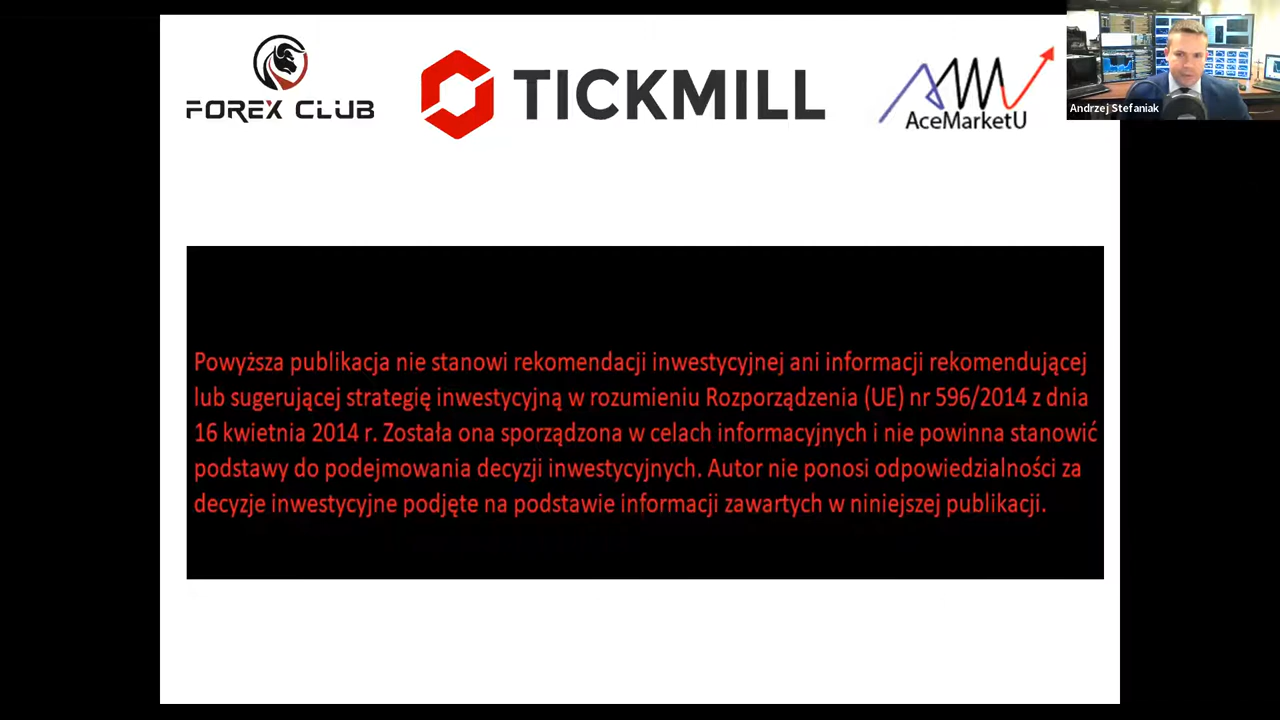 FOREX CLUB
TICKMILL
AceMarketU
Andrzej Stefaniak
Powyższa publikacja nie stanowi rekomendacji inwestycyjnej ani informacji rekomendującej
lub sugerującej strategię inwestycyjną w rozumieniu Rozporządzenia (UE) nr 596/2014 z dnia
16 kwietnia 2014 r. Została ona sporządzona w celach informacyjnych i nie powinna stanowić
podstawy do podejmowania decyzji inwestycyjnych. Autor nie ponosi odpowiedzialności za
decyzje inwestycyjne podjęte na podstawie informacji zawartych w niniejszej publikacji.